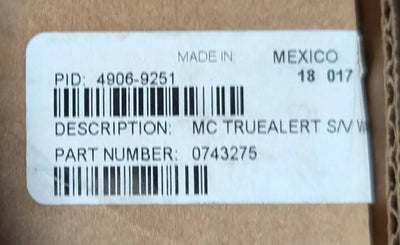 MADE IN: MEXICO
PID: 4906-9251 18 017
DESCRIPTION: MC TRUEALERT S/V
PART NUMBER: 0743275